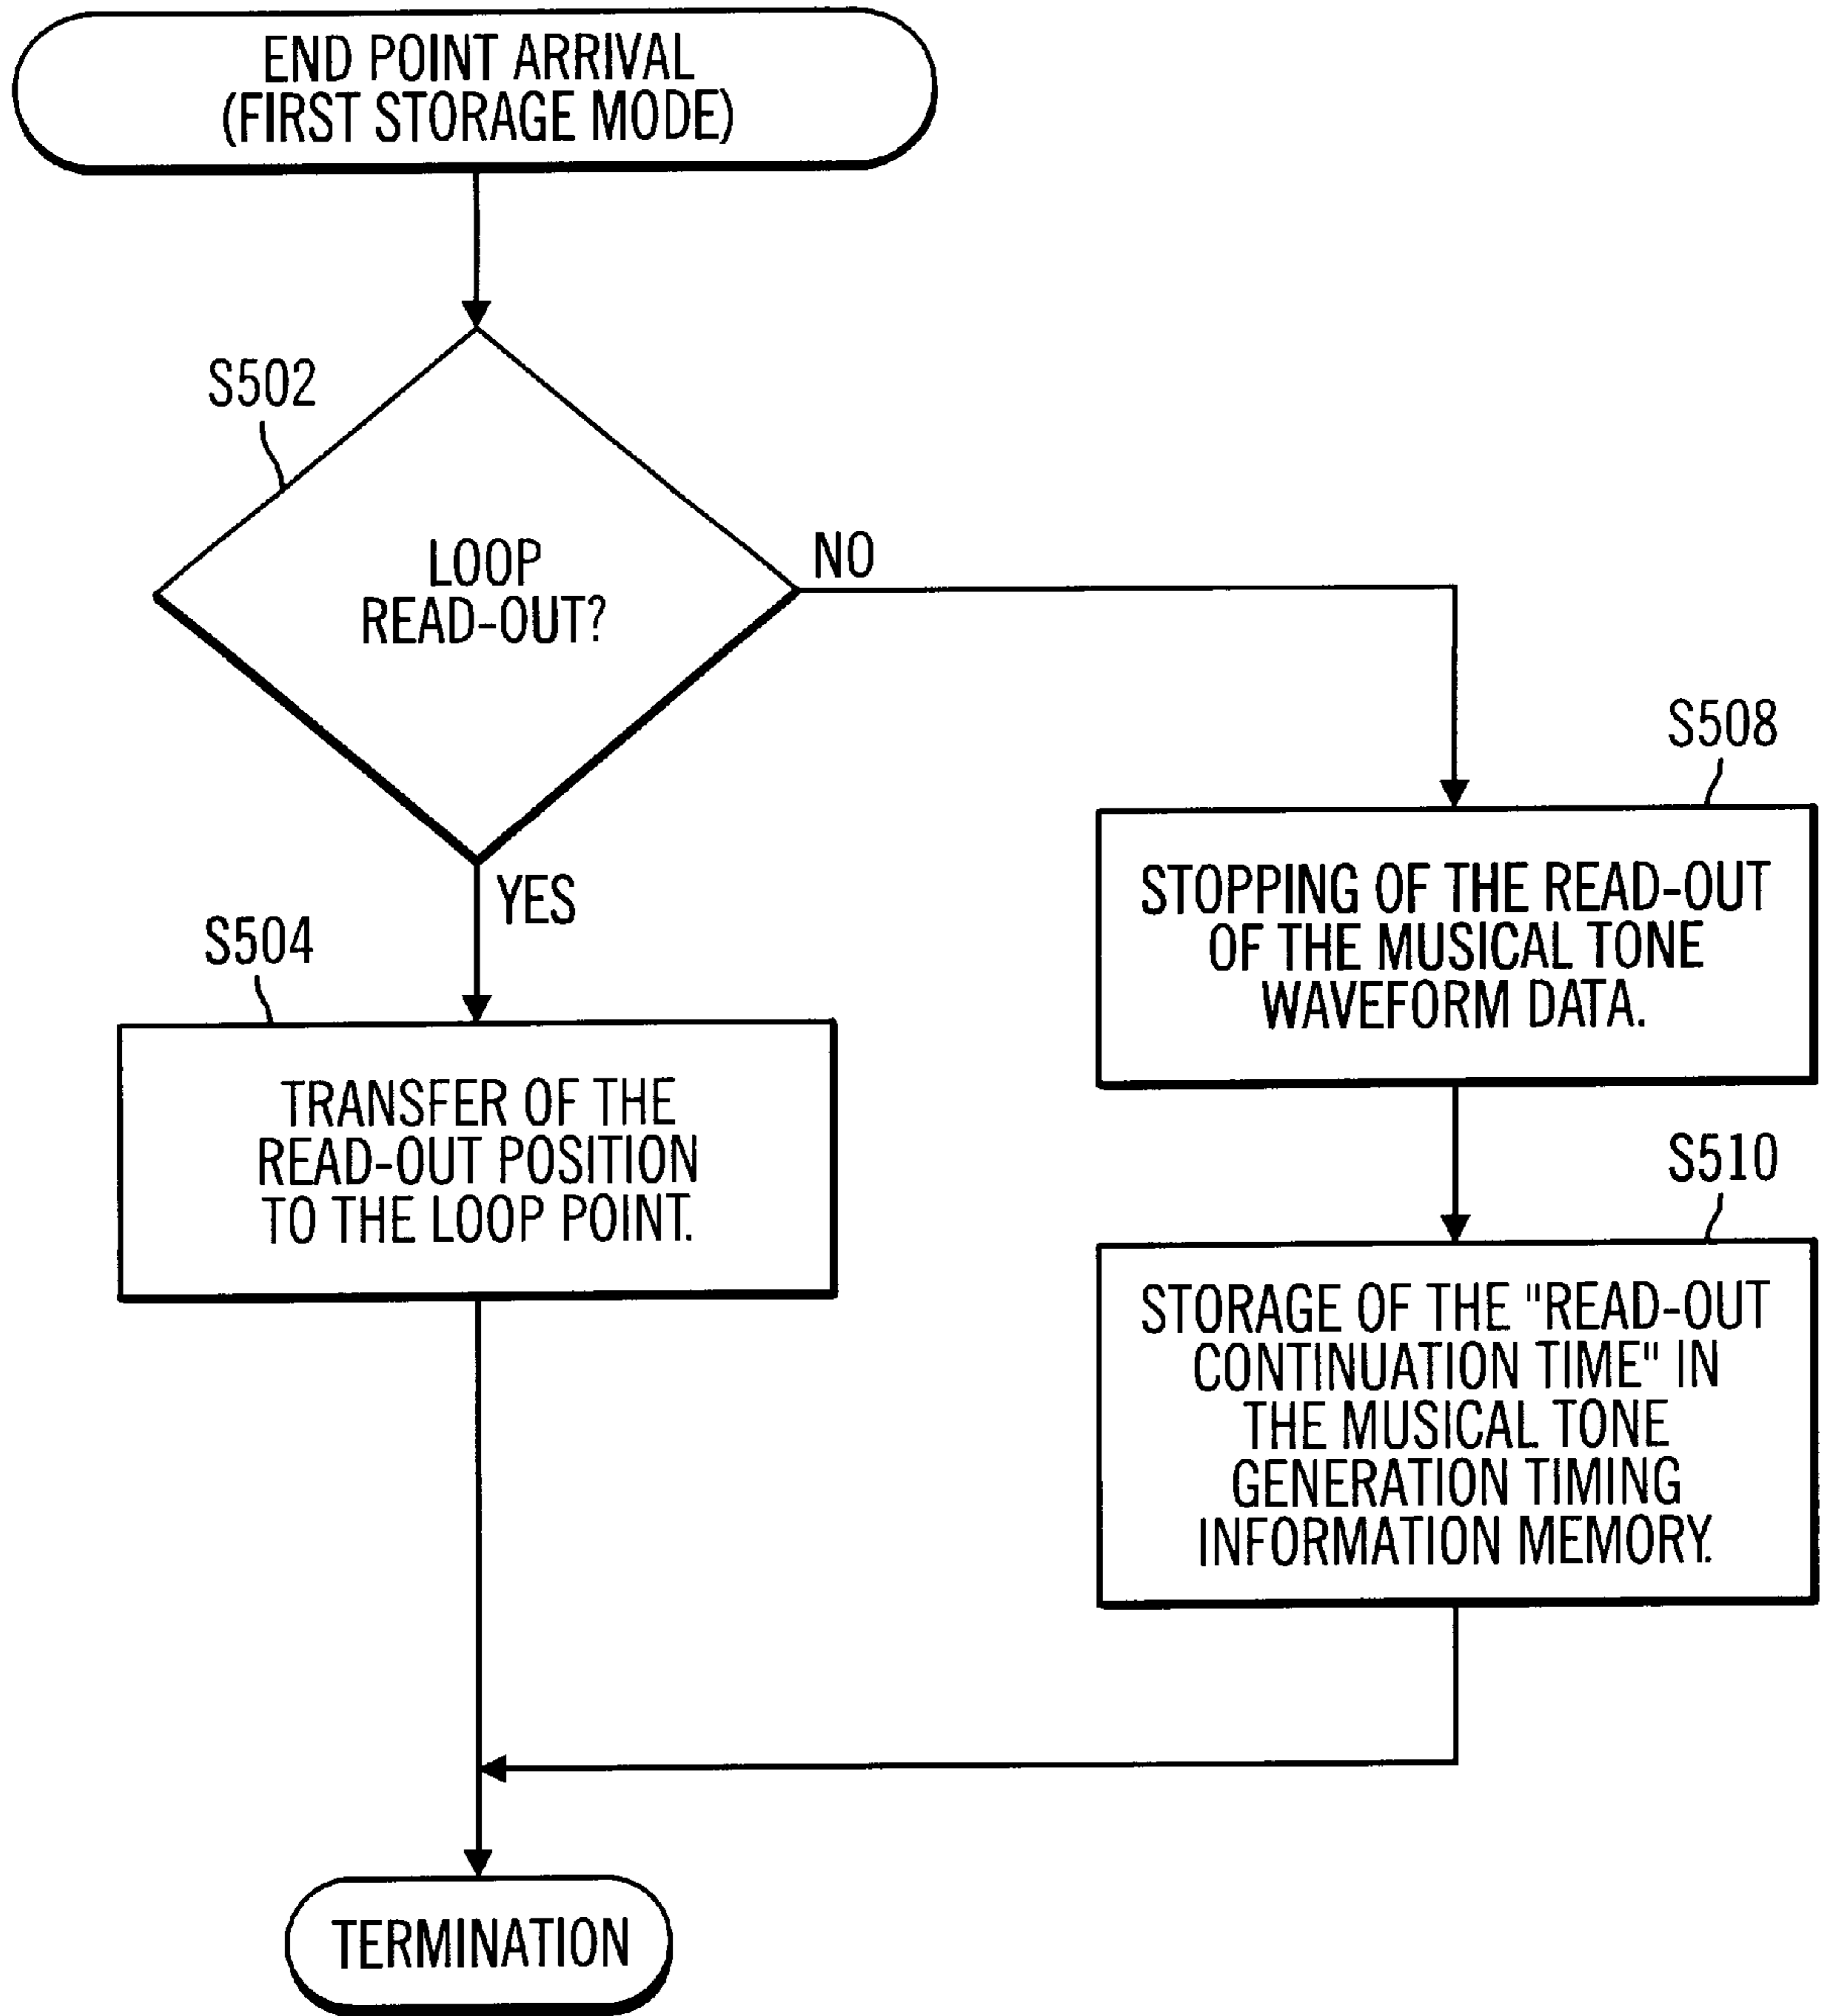 END POINT ARRIVAL
(FIRST STORAGE MODE)
S502
LOOP
READ-OUT?
NO
YES
S504
TRANSFER OF THE
READ-OUT POSITION
TO THE LOOP POINT.
S508
STOPPING OF THE READ-OUT
OF THE MUSICAL TONE
WAVEFORM DATA.
S510
STORAGE OF THE "READ-OUT
CONTINUATION TIME" IN
THE MUSICAL TONE
GENERATION TIMING
INFORMATION MEMORY.
TERMINATION